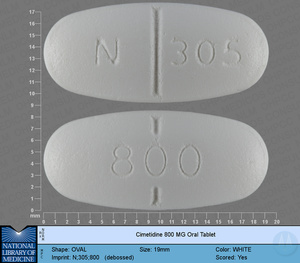 N 305
800
Cimetidine 800 MG Oral Tablet
NATIONAL LIBRARY OF MEDICINE
Shape: OVAL Size: 19mm Color: WHITE
Imprint: N;305;800 (debossed) Scored: Yes